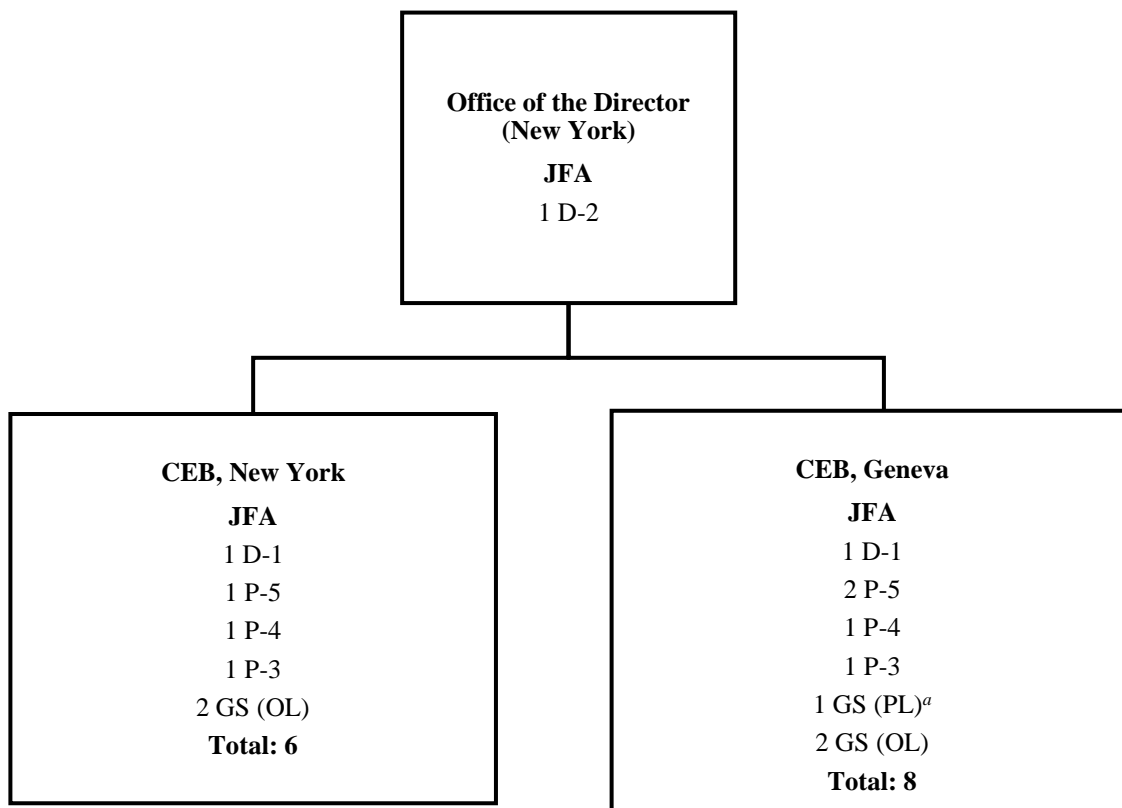 Office of the Director
(New York)
JFA
1 D-2
CEB, New York
JFA
1 D-1
1 P-5
1 P-4
1 P-3
2 GS (OL)
Total: 6
CEB, Geneva
JFA
1 D-1
2 P-5
1 P-4
1 P-3
1 GS (PL)a
2 GS (OL)
Total: 8